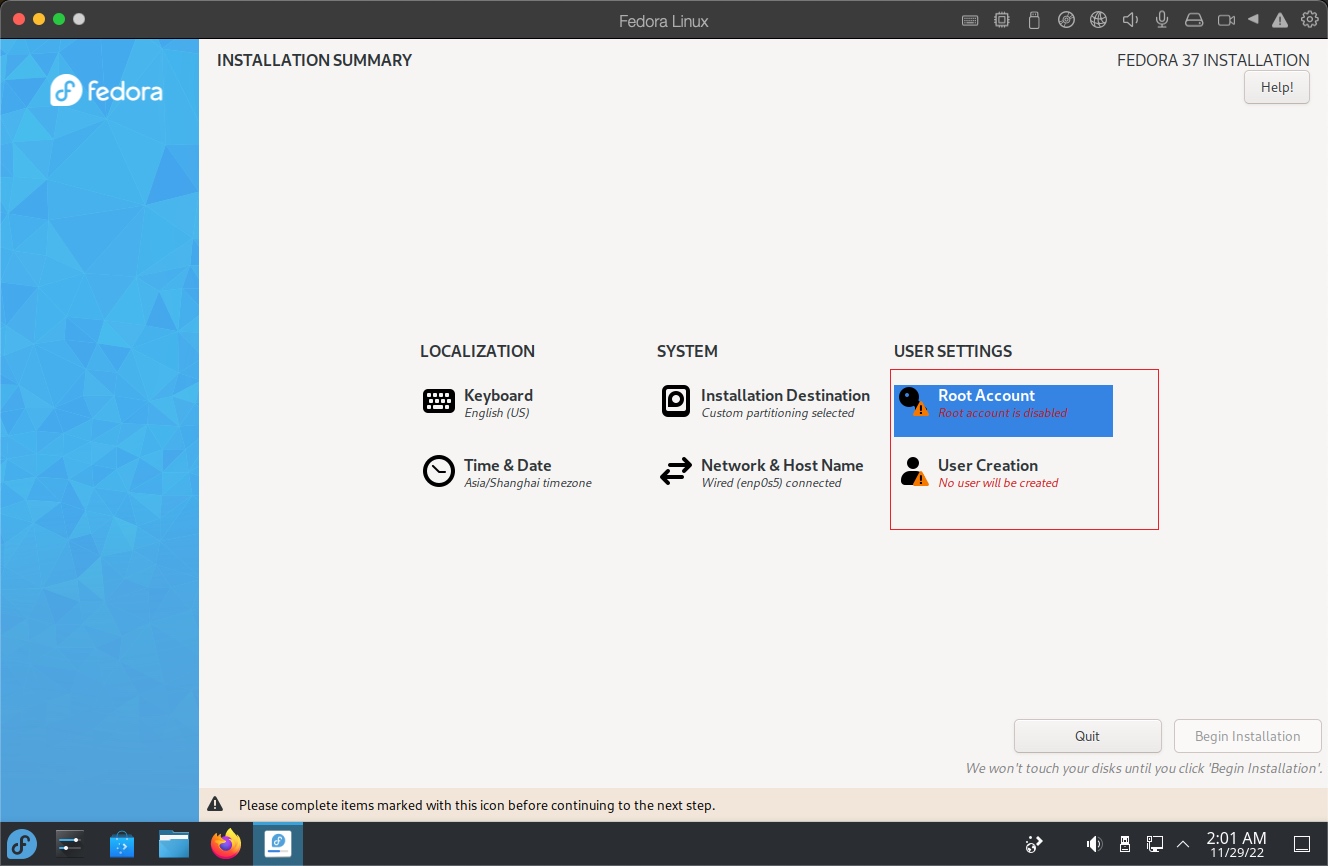 Fedora Linux
fedora
INSTALLATION SUMMARY
FEDORA 37 INSTALLATION
Help!
LOCALIZATION
Keyboard
English (US)
Time & Date
Asia/Shanghai timezone
SYSTEM
Installation Destination
Custom partitioning selected
Network & Host Name
Wired (enp0s5) connected
USER SETTINGS
Root Account
Root account is disabled
User Creation
No user will be created
Quit
Begin Installation
We won't touch your disks until you click 'Begin Installation'.
Please complete items marked with this icon before continuing to the next step.
2:01 AM
11/29/22